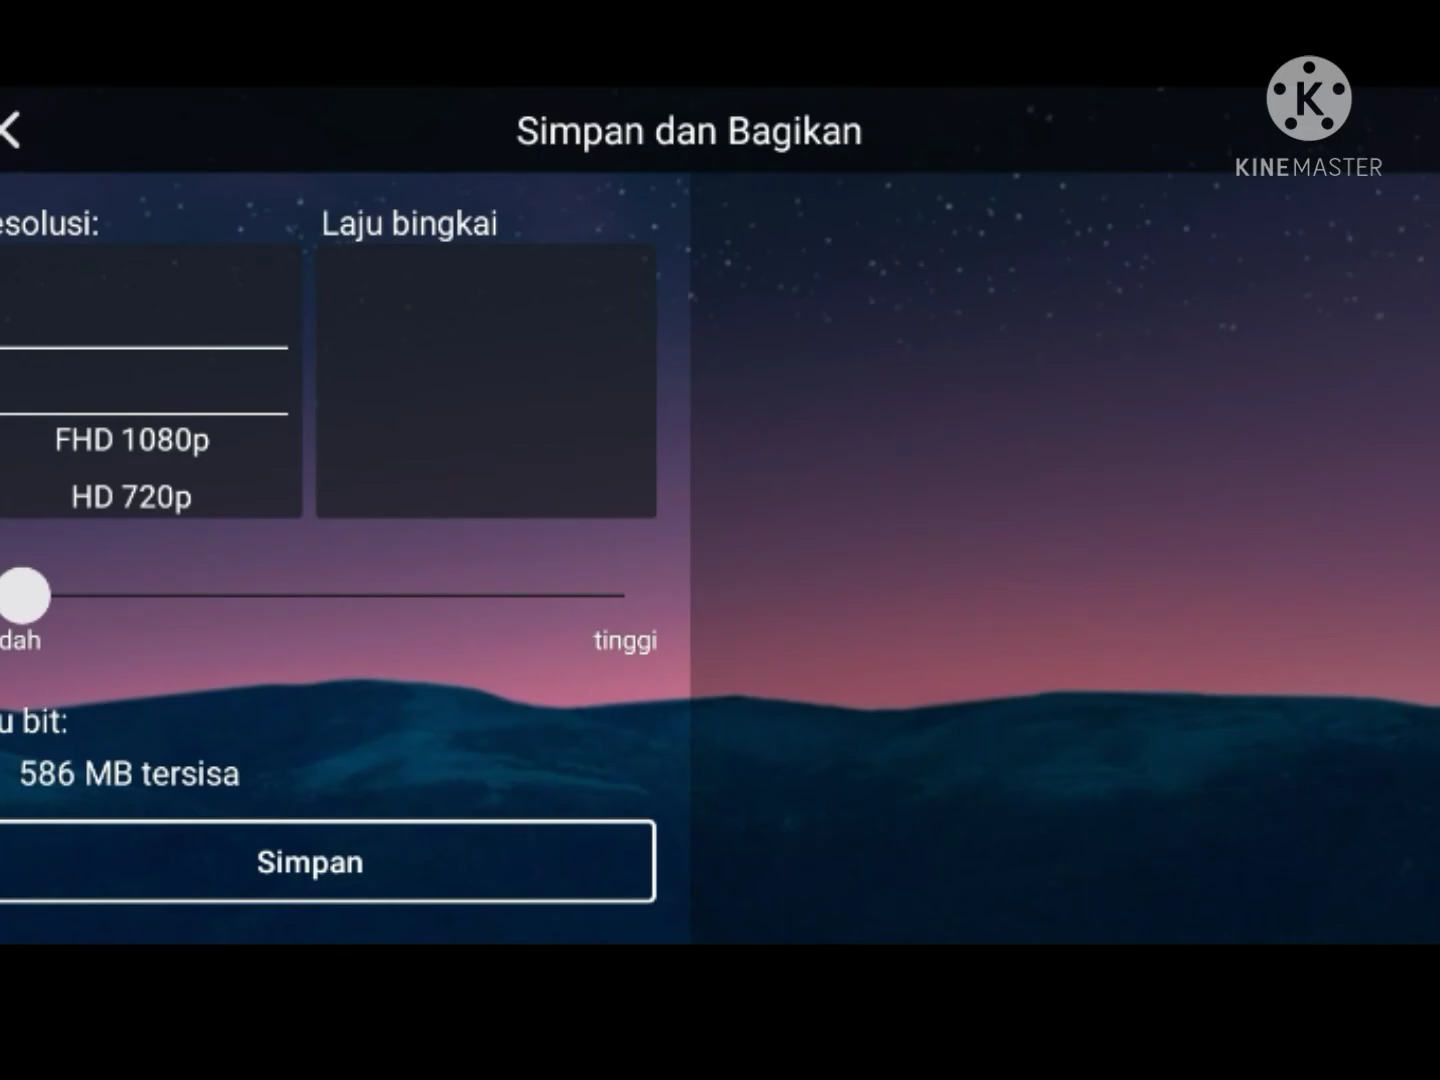 Simpan dan Bagikan
KINEMASTER
esolusi:
Laju bingkai
FHD 1080p
HD 720p
dah
tinggi
u bit:
586 MB tersisa
Simpan